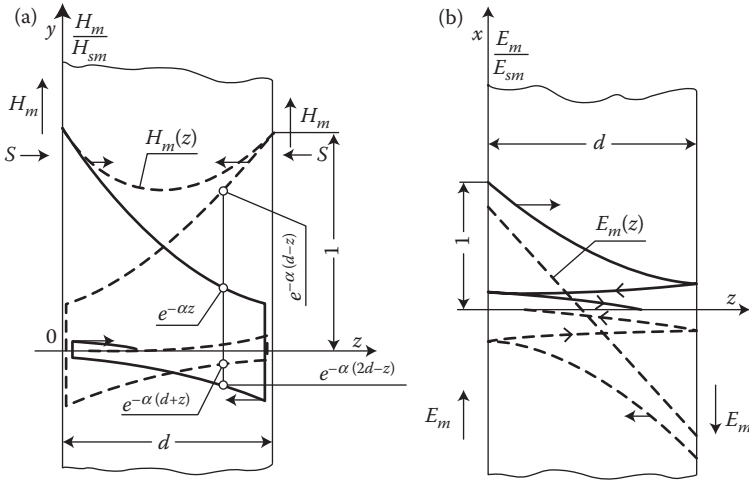 (a)
y
H_m
H_sm
H_m
H_m
S
H_m(z)
S
1
e^−α(d−z)
e^−αz
0
z
e^−α(2d−z)
e^−α(d+z)
d
(b)
x
E_m
E_sm
d
1
E_m(z)
z
E_m
E_m